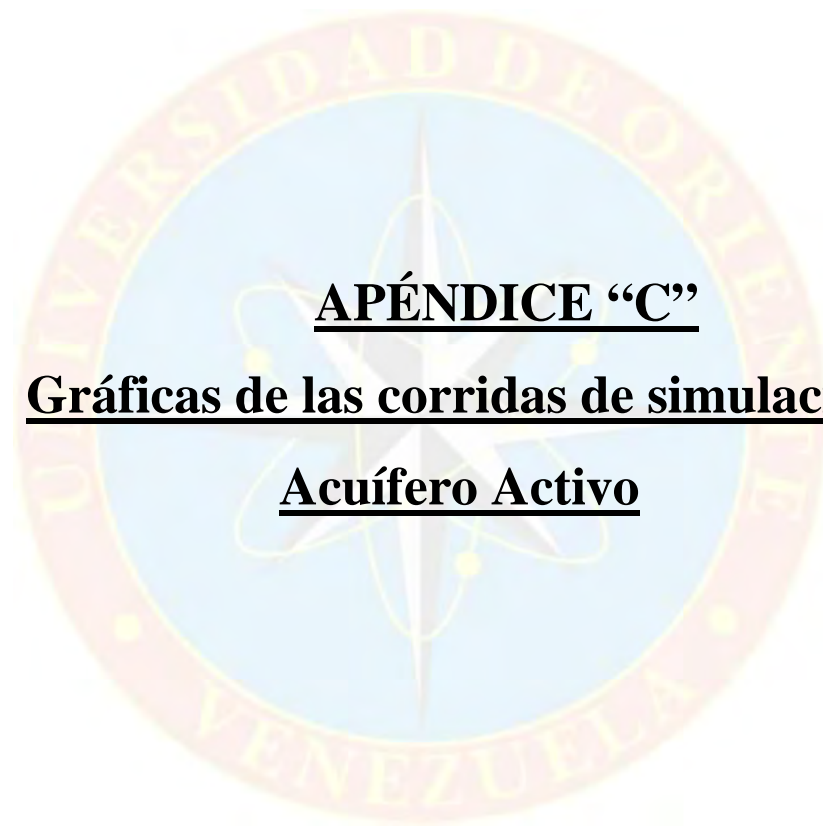 UNIVERSIDAD DE ORIENTE
APÉNDICE “C”
Gráficas de las corridas de simulac
Acuífero Activo
VENEZUELA